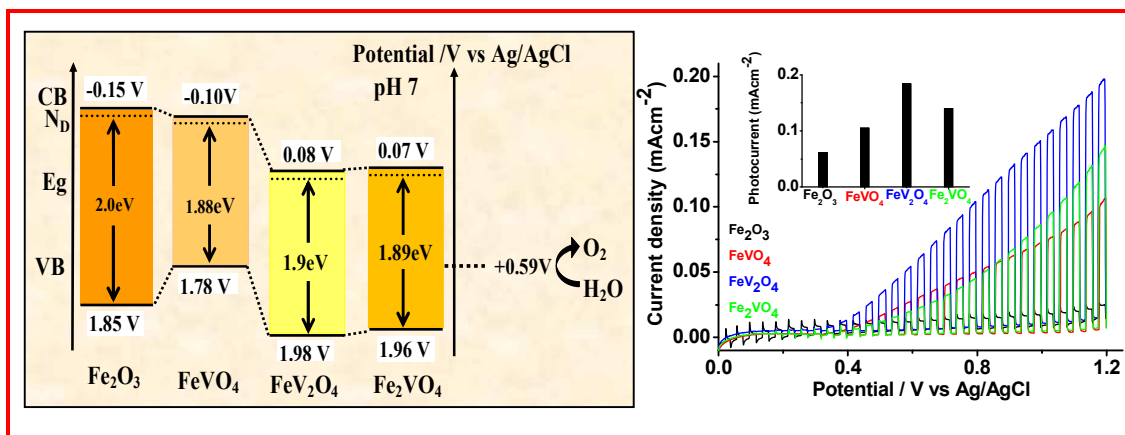 Potential /V vs Ag/AgCl
pH 7
CB
N_D
Eg
VB
-0.15 V
-0.10V
0.08 V
0.07 V
2.0eV
1.88eV
1.9eV
1.89eV
+0.59V
O₂
H₂O
1.85 V
1.78 V
1.98 V
1.96 V
Fe₂O₃
FeVO₄
FeV₂O₄
Fe₂VO₄
Current density (mAcm⁻²)
0.20
0.15
0.10
0.05
0.00
Photocurrent (mAcm⁻²)
0.2
0.1
0.0
Fe₂O₃
FeVO₄
FeV₂O₄
Fe₂VO₄
Fe₂O₃
FeVO₄
FeV₂O₄
Fe₂VO₄
0.0
0.4
0.8
1.2
Potential / V vs Ag/AgCl